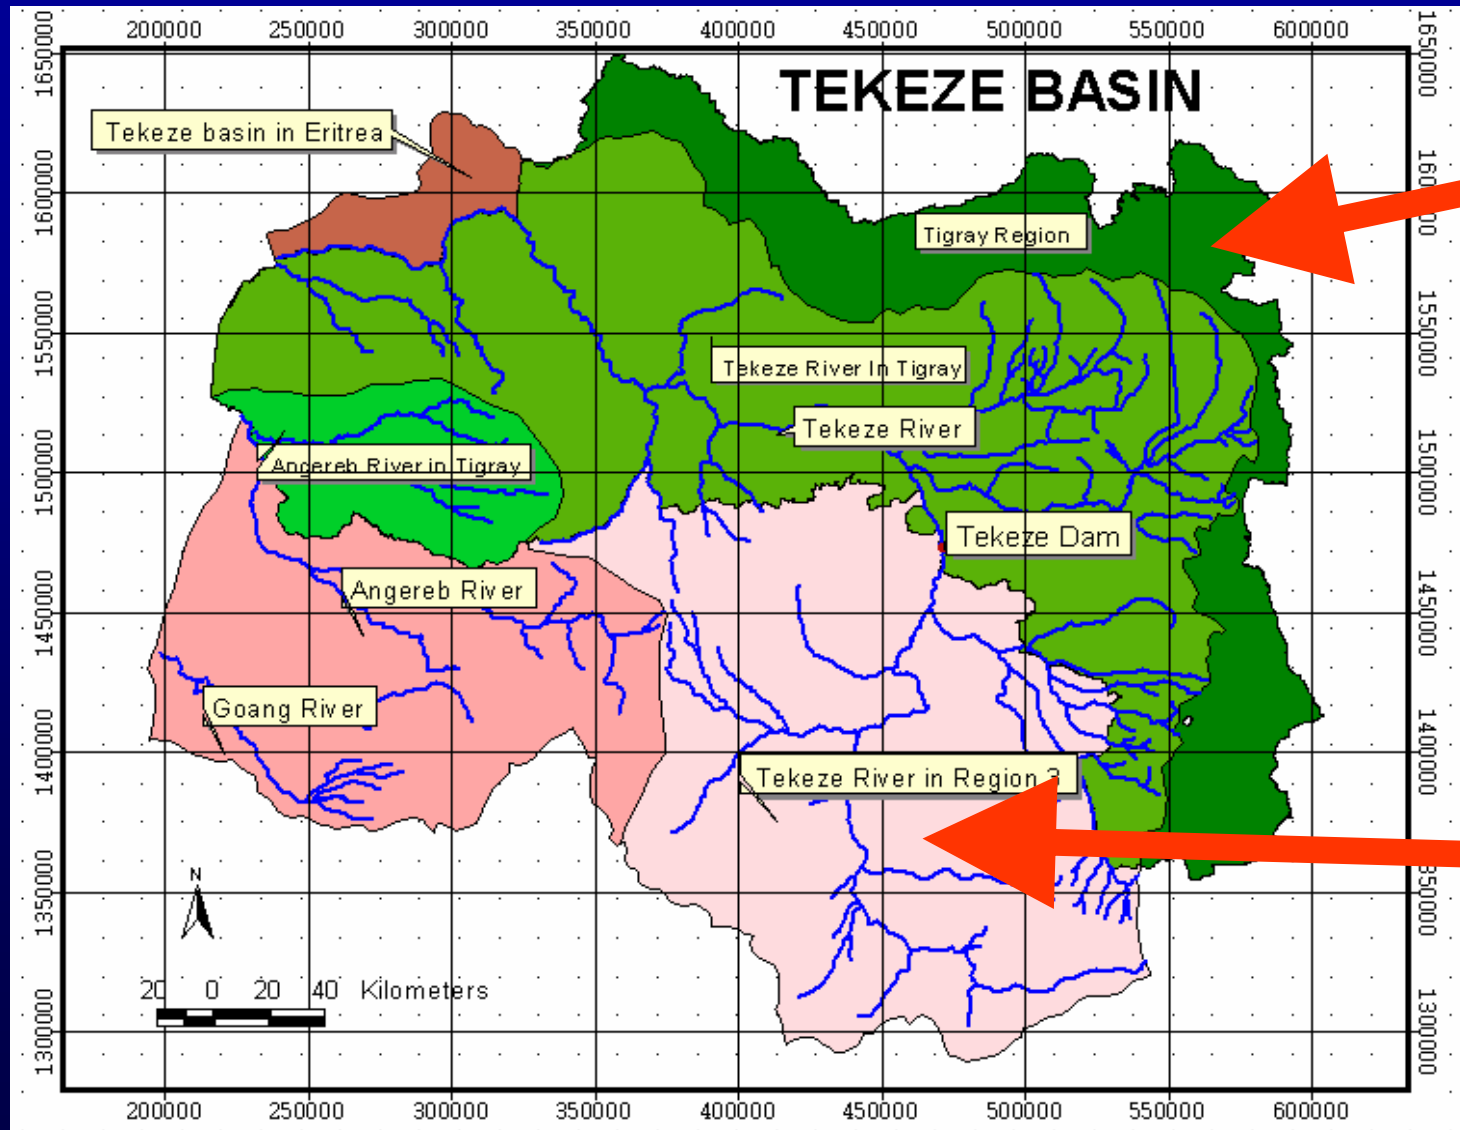 200000 250000 300000 350000 400000 450000 500000 550000 600000
TEKEZE BASIN
Tekeze basin in Eritrea
Tigray Region
Tekeze River In Tigray
Tekeze River
Angereb River in Tigray
Tekeze Dam
Angereb River
Goang River
Tekeze River in Region 3
N
20 0 20 40 Kilometers
1650000
1600000
1550000
1500000
1450000
1400000
1350000
1300000
1650000
1550000
1500000
1450000
1400000
1300000
200000 250000 300000 350000 400000 450000 500000 550000 600000